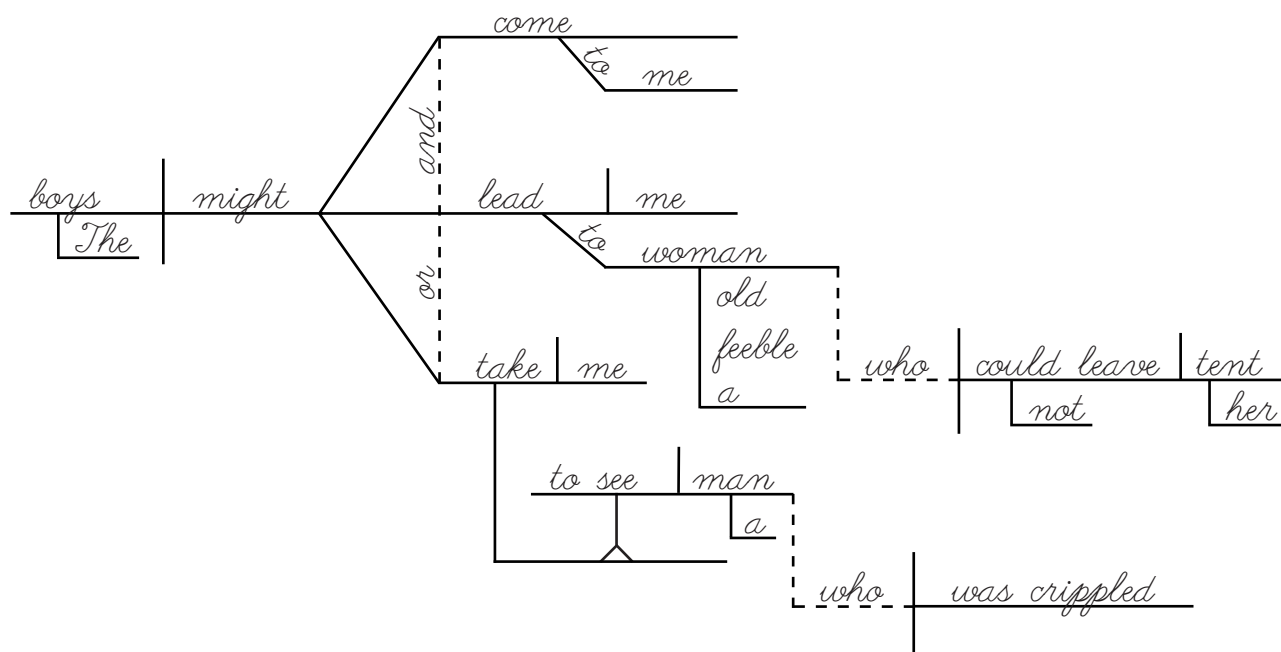 come
to
me
and
boys might lead me
The
to
woman
or
old
feeble
take me
who could leave tent
a
not her
to see man
a
who was crippled